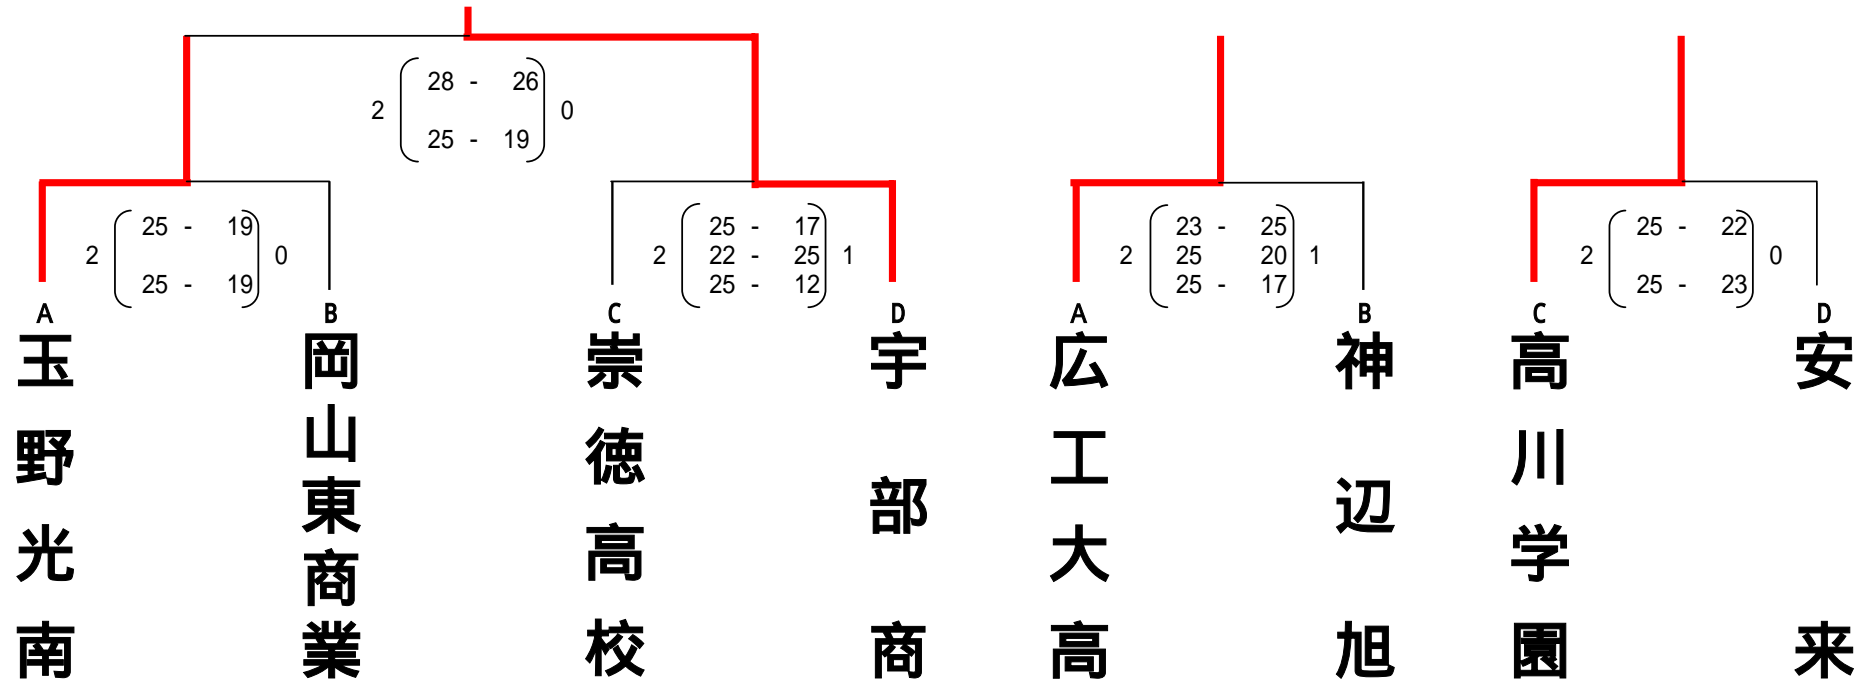 28 - 26
2 0
25 - 19
25 - 19
2 0
25 - 19
25 - 17
2 22 - 25 1
25 - 12
23 - 25
2 25 20 1
25 - 17
25 - 22
2 0
25 - 23
A
玉野光南
B
岡山東商業
C
崇徳高校
D
宇部商
A
広工大高
B
神辺旭
C
高川学園
D
安来